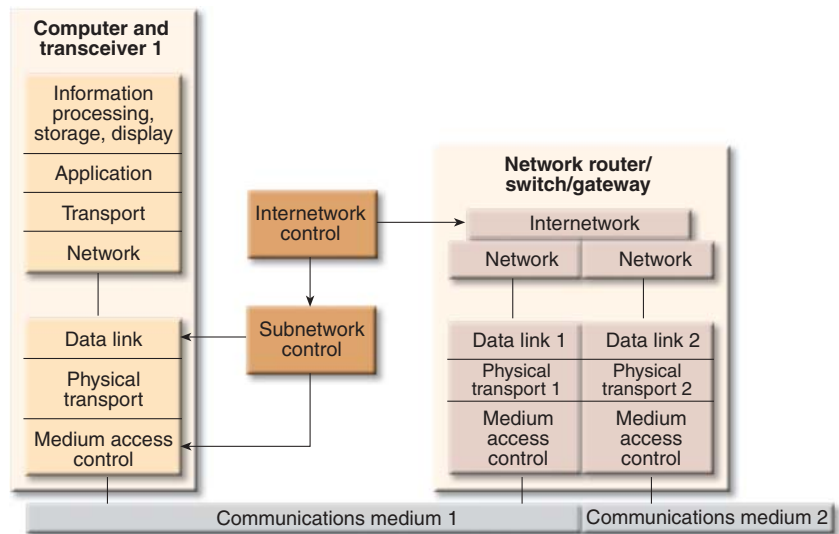 Computer and
transceiver 1
Information
processing,
storage, display
Application
Transport
Network
Data link
Physical
transport
Medium access
control
Internetwork
control
Subnetwork
control
Network router/
switch/gateway
Internetwork
Network
Network
Data link 1
Data link 2
Physical
transport 1
Physical
transport 2
Medium
access
control
Medium
access
control
Communications medium 1
Communications medium 2